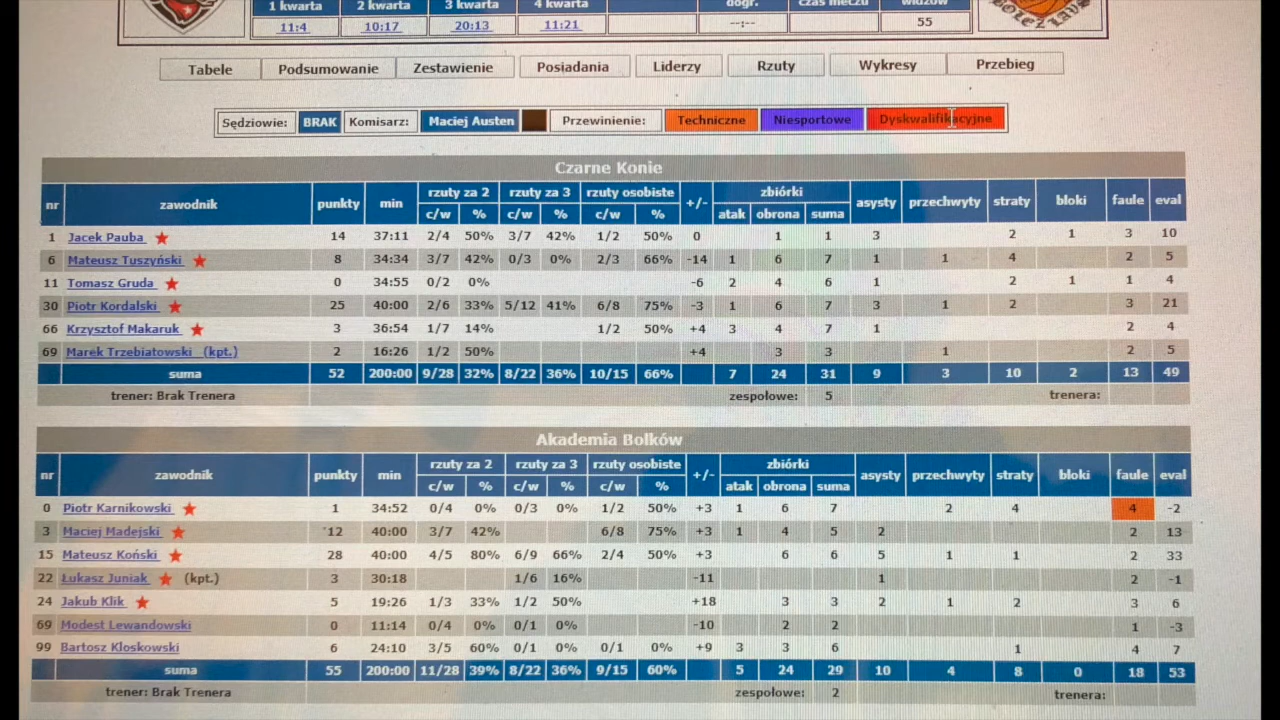 1 kwarta 2 kwarta 3 kwarta 4 kwarta dogr. czas meczu widzów
11:4 10:17 20:13 11:21 --:-- 55
Tabele Podsumowanie Zestawienie Posiadania Liderzy Rzuty Wykresy Przebieg
Sędziowie: BRAK Komisarz: Maciej Austen Przewinienie: Techniczne Niesportowe Dyskwalifikacyjne
Czarne Konie
nr zawodnik punkty min rzuty za 2 rzuty za 3 rzuty osobiste +/- zbiórki asysty przechwyty straty bloki faule eval
c/w % c/w % c/w % atak obrona suma
1 Jacek Pauba 14 37:11 2/4 50% 3/7 42% 1/2 50% 0 1 1 3 2 1 3 10
6 Mateusz Tuszyński 8 34:34 3/7 42% 0/3 0% 2/3 66% -14 1 6 7 1 1 4 2 5
11 Tomasz Gruda 0 34:55 0/2 0% -6 2 4 6 1 2 1 1 4
30 Piotr Kordalski 25 40:00 2/6 33% 5/12 41% 6/8 75% -3 1 6 7 3 1 2 3 21
66 Krzysztof Makaruk 3 36:54 1/7 14% 1/2 50% +4 3 4 7 1 2 4
69 Marek Trzebiatowski (kpt.) 2 16:26 1/2 50% +4 3 3 1 2 5
suma 52 200:00 9/28 32% 8/22 36% 10/15 66% 7 24 31 9 3 10 2 13 49
trener: Brak Trenera zespołowe: 5 trenera:
Akademia Bolków
nr zawodnik punkty min rzuty za 2 rzuty za 3 rzuty osobiste +/- zbiórki asysty przechwyty straty bloki faule eval
c/w % c/w % c/w % atak obrona suma
0 Piotr Karnikowski 1 34:52 0/4 0% 0/3 0% 1/2 50% +3 1 6 7 2 4 4 -2
3 Maciej Madejski 12 40:00 3/7 42% 6/8 75% +3 1 4 5 2 2 13
15 Mateusz Koński 28 40:00 4/5 80% 6/9 66% 2/4 50% +3 6 6 5 1 1 2 33
22 Łukasz Juniak (kpt.) 3 30:18 1/6 16% -11 1 2 -1
24 Jakub Klik 5 19:26 1/3 33% 1/2 50% +18 3 3 2 1 2 3 6
69 Modest Lewandowski 0 11:14 0/4 0% 0/1 0% -10 2 2 1 -3
99 Bartosz Kloskowski 6 24:10 3/5 60% 0/1 0% 0/1 0% +9 3 3 6 1 4 7
suma 55 200:00 11/28 39% 8/22 36% 9/15 60% 5 24 29 10 4 8 0 18 53
trener: Brak Trenera zespołowe: 2 trenera: